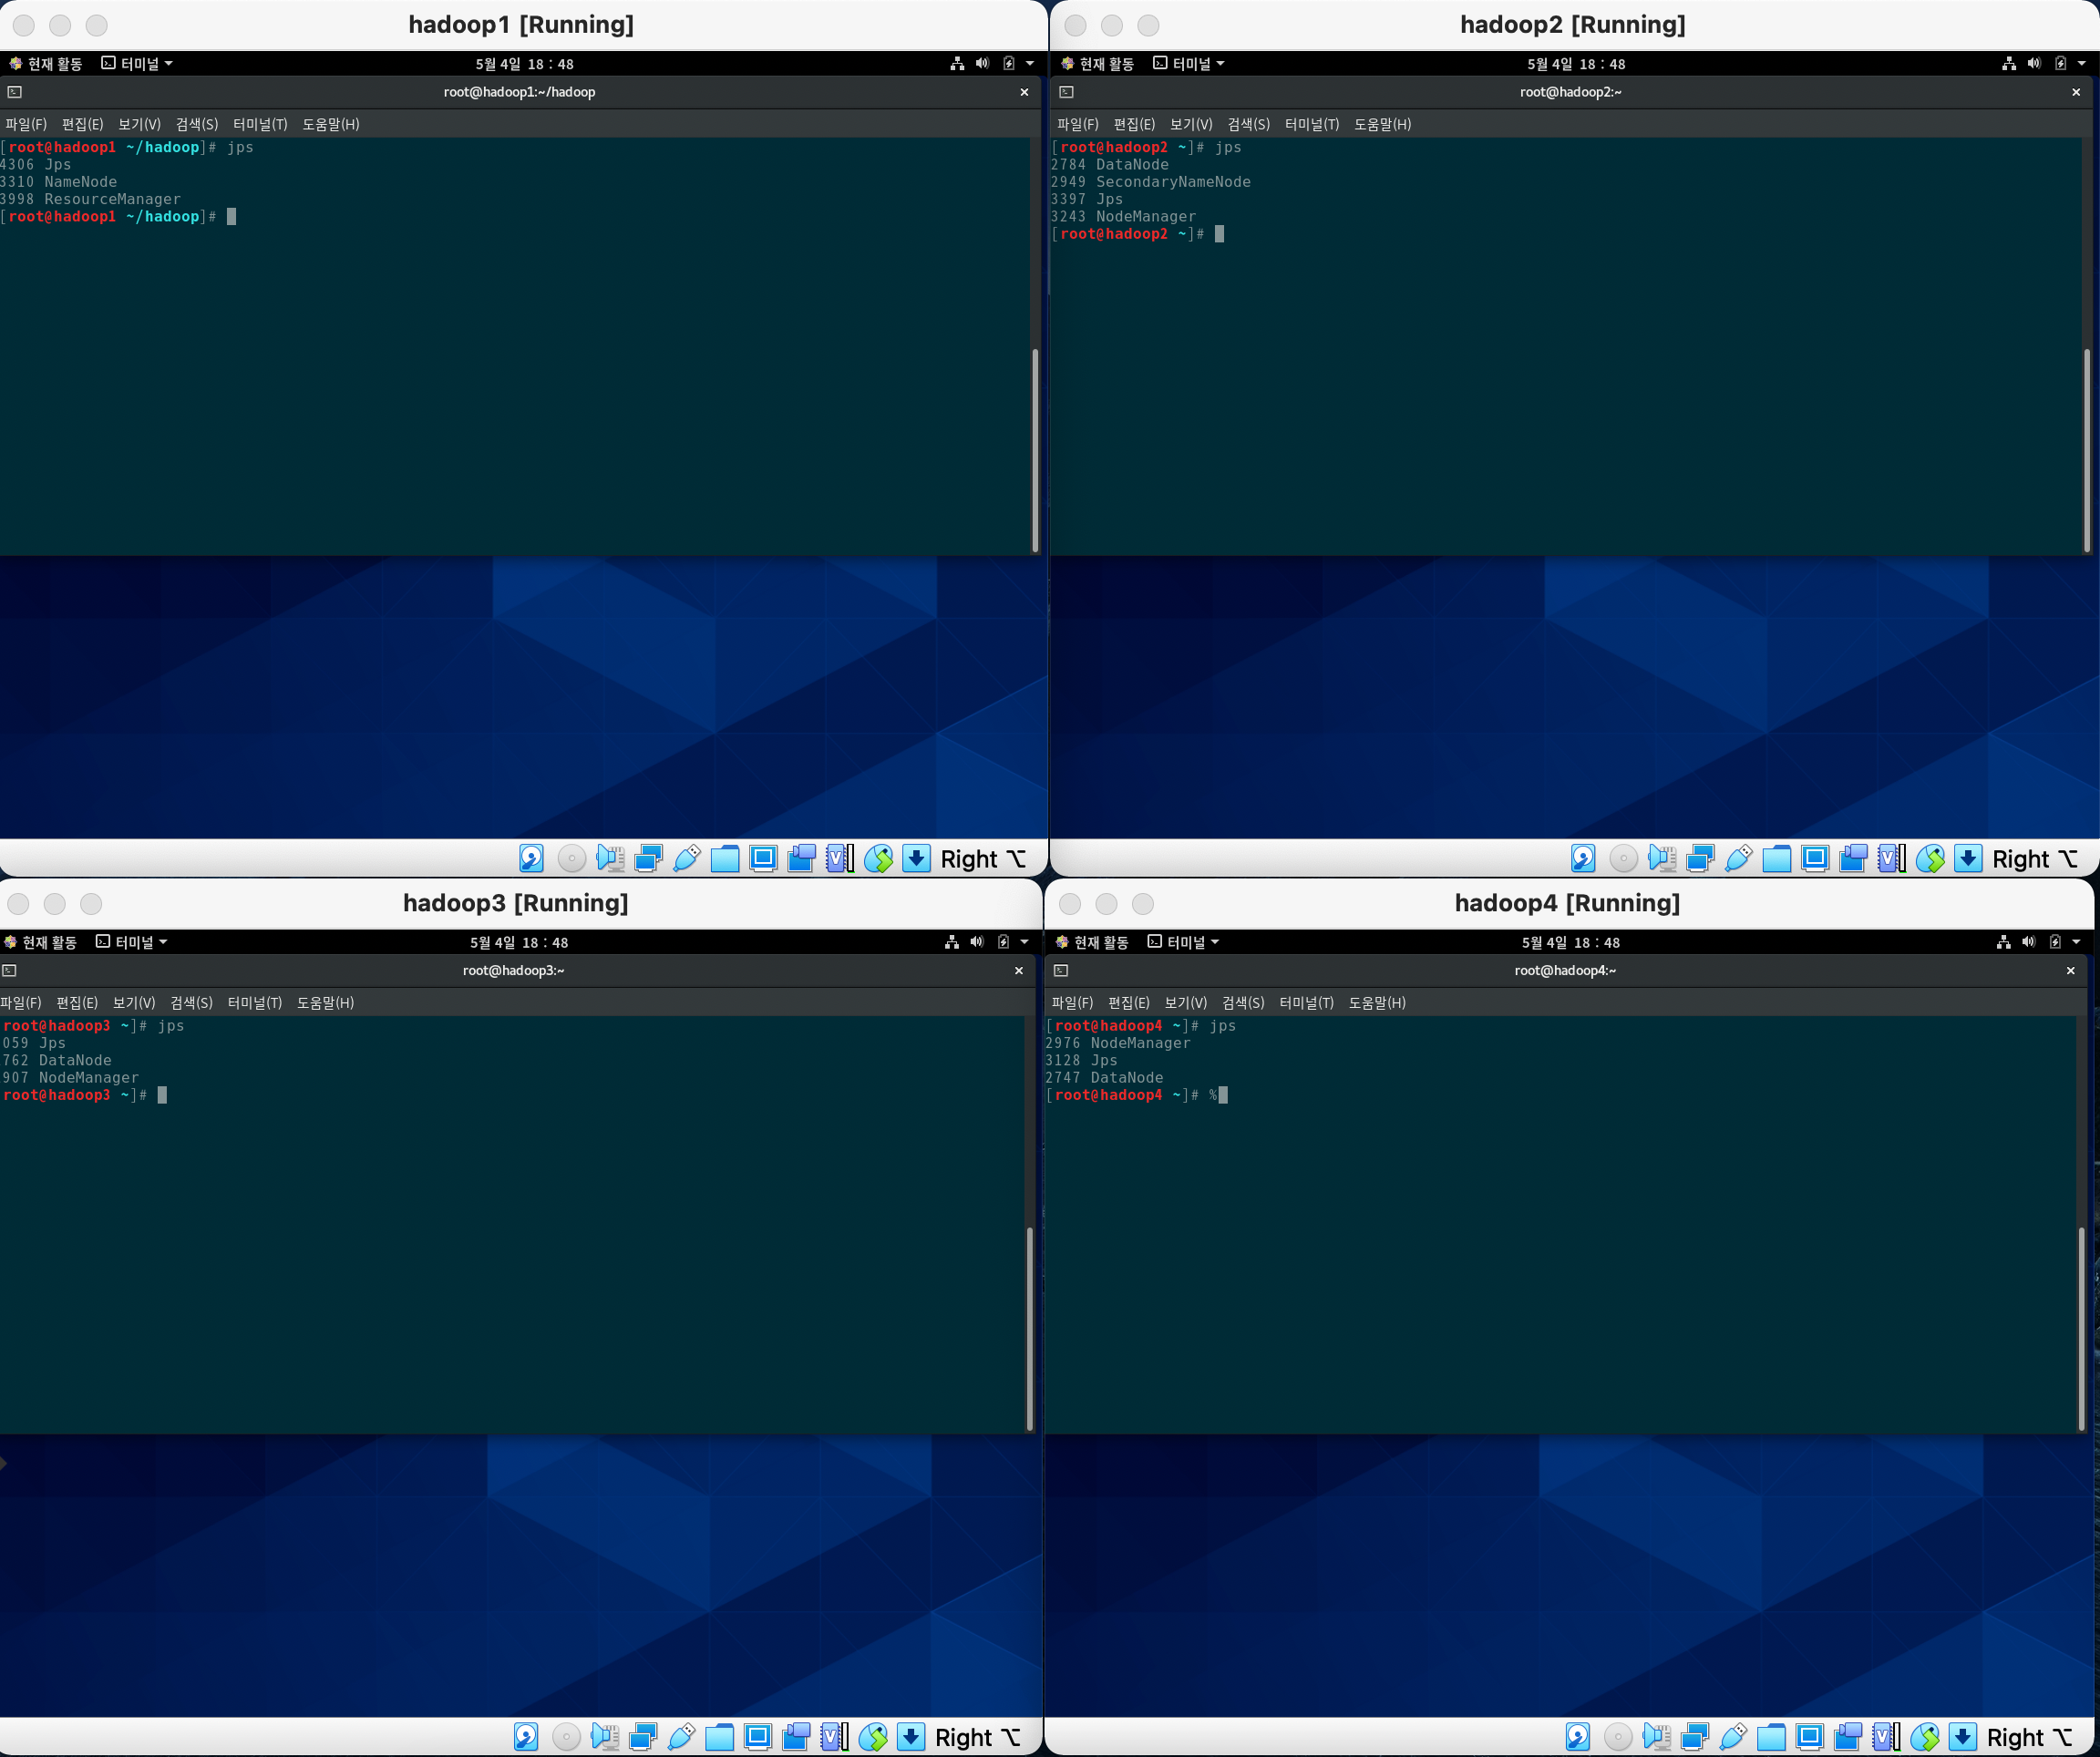 hadoop1 [Running]
현재 활동 터미널 5월 4일 18 : 48
root@hadoop1:~/hadoop
파일(F) 편집(E) 보기(V) 검색(S) 터미널(T) 도움말(H)
[root@hadoop1 ~/hadoop]# jps
4306 Jps
3310 NameNode
3998 ResourceManager
[root@hadoop1 ~/hadoop]#
Right ⌥
hadoop2 [Running]
현재 활동 터미널 5월 4일 18 : 48
root@hadoop2:~
파일(F) 편집(E) 보기(V) 검색(S) 터미널(T) 도움말(H)
[root@hadoop2 ~]# jps
2784 DataNode
2949 SecondaryNameNode
3397 Jps
3243 NodeManager
[root@hadoop2 ~]#
Right ⌥
hadoop3 [Running]
현재 활동 터미널 5월 4일 18 : 48
root@hadoop3:~
파일(F) 편집(E) 보기(V) 검색(S) 터미널(T) 도움말(H)
root@hadoop3 ~]# jps
059 Jps
762 DataNode
907 NodeManager
root@hadoop3 ~]#
Right ⌥
hadoop4 [Running]
현재 활동 터미널 5월 4일 18 : 48
root@hadoop4:~
파일(F) 편집(E) 보기(V) 검색(S) 터미널(T) 도움말(H)
[root@hadoop4 ~]# jps
2976 NodeManager
3128 Jps
2747 DataNode
[root@hadoop4 ~]# %
Right ⌥